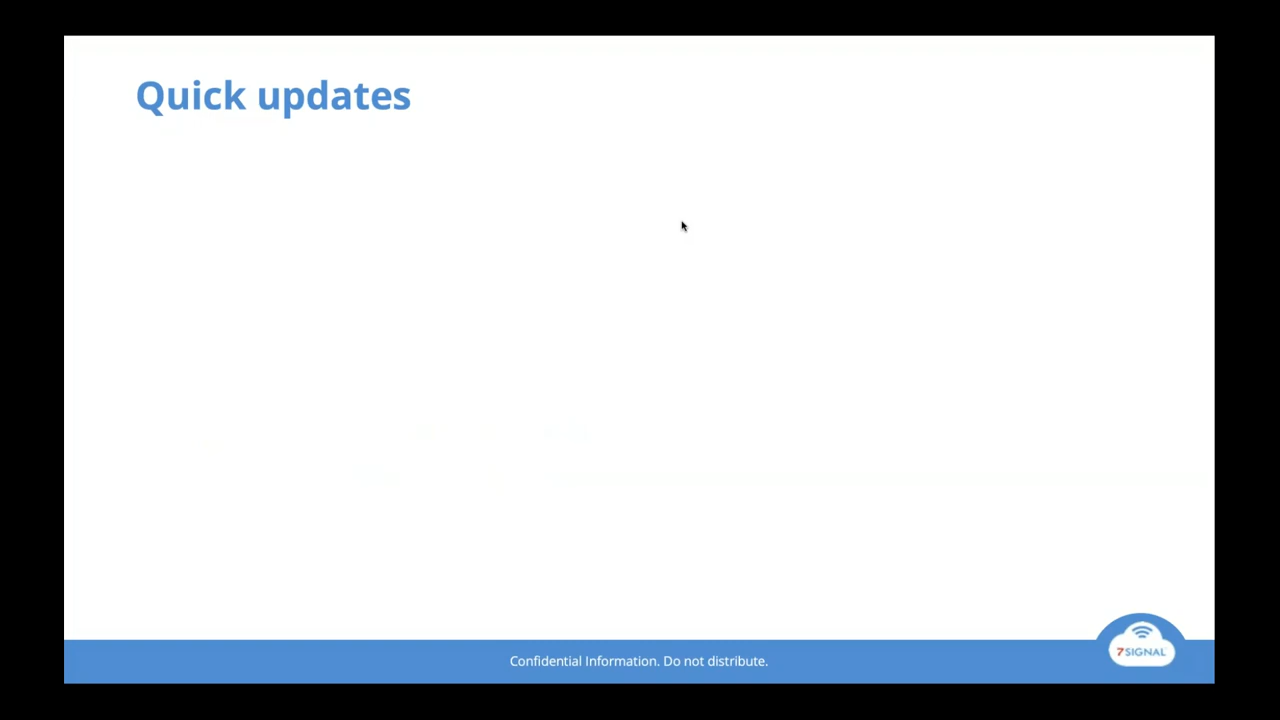 Quick updates
Confidential Information. Do not distribute.
7SIGNAL